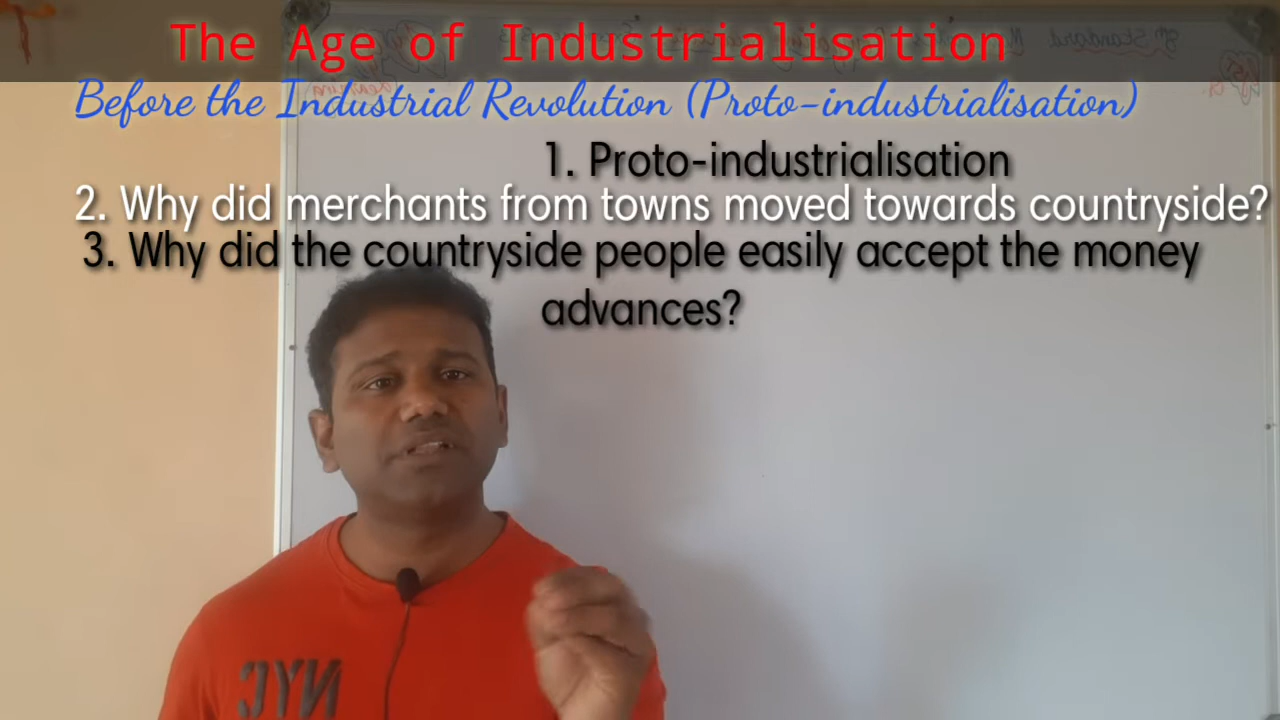 The Age of Industrialisation
Before the Industrial Revolution (Proto-industrialisation)
1. Proto-industrialisation
2. Why did merchants from towns moved towards countryside?
3. Why did the countryside people easily accept the money
advances?
NYC